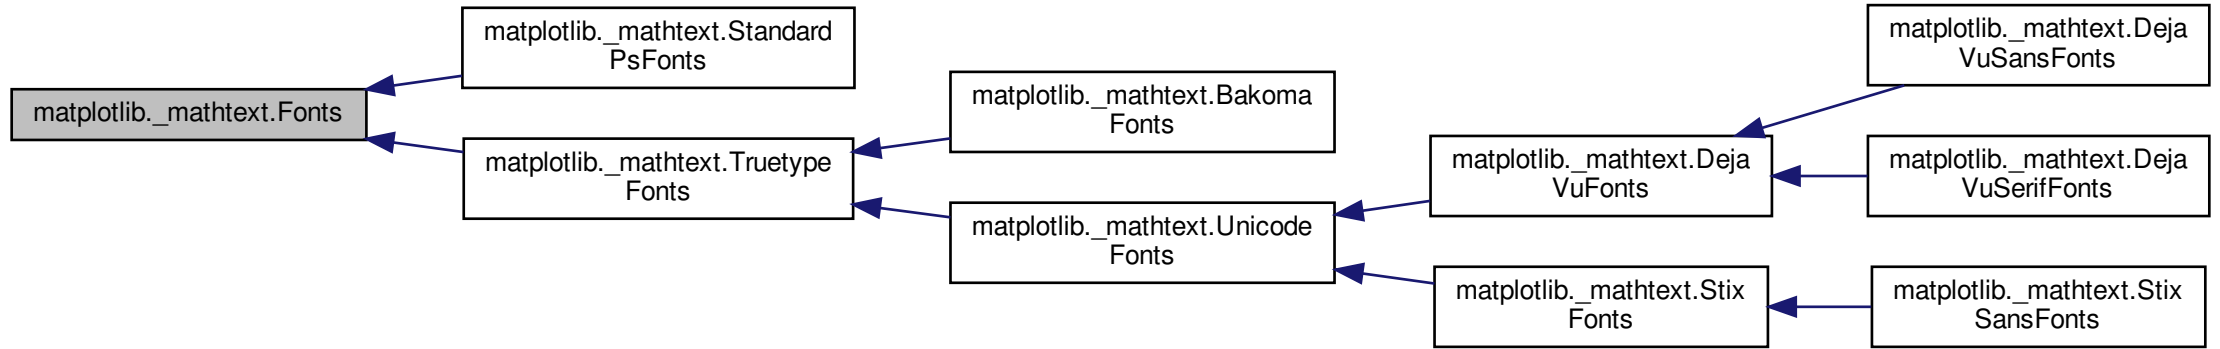 matplotlib._mathtext.Fonts
matplotlib._mathtext.Standard
PsFonts
matplotlib._mathtext.Truetype
Fonts
matplotlib._mathtext.Bakoma
Fonts
matplotlib._mathtext.Unicode
Fonts
matplotlib._mathtext.Deja
VuFonts
matplotlib._mathtext.Stix
Fonts
matplotlib._mathtext.Deja
VuSansFonts
matplotlib._mathtext.Deja
VuSerifFonts
matplotlib._mathtext.Stix
SansFonts